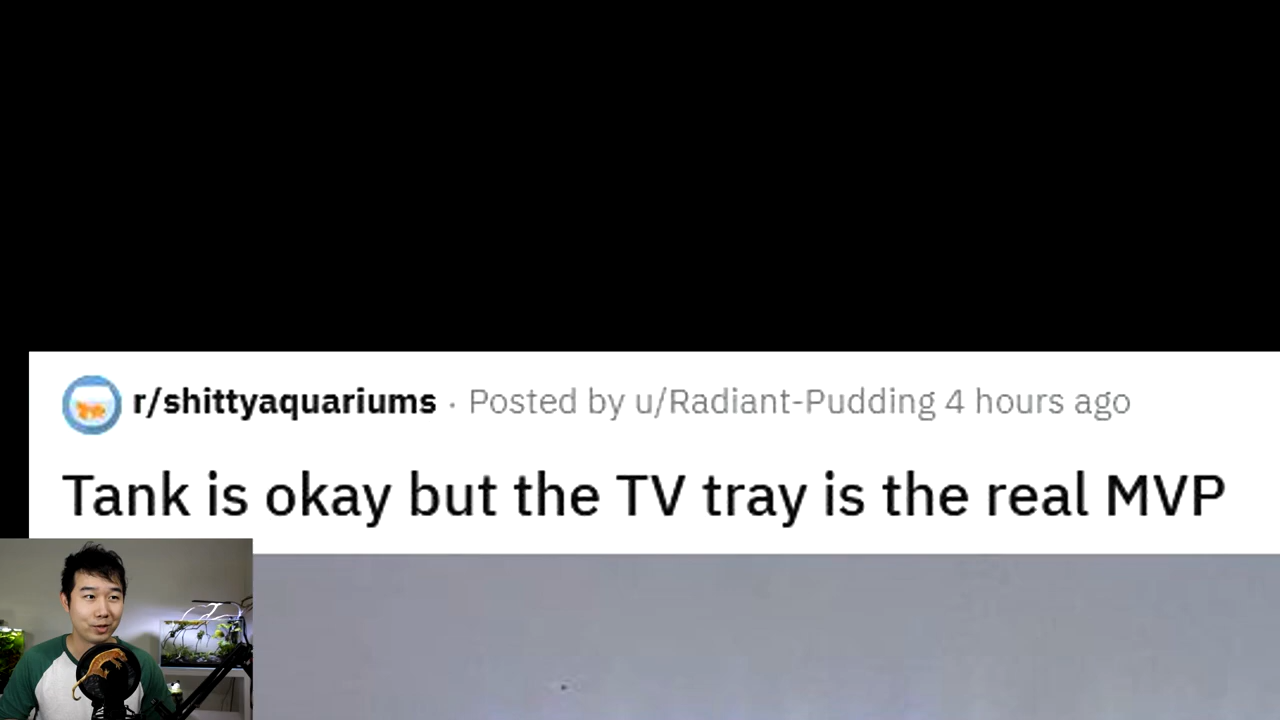 r/shittyaquariums · Posted by u/Radiant-Pudding 4 hours ago
Tank is okay but the TV tray is the real MVP